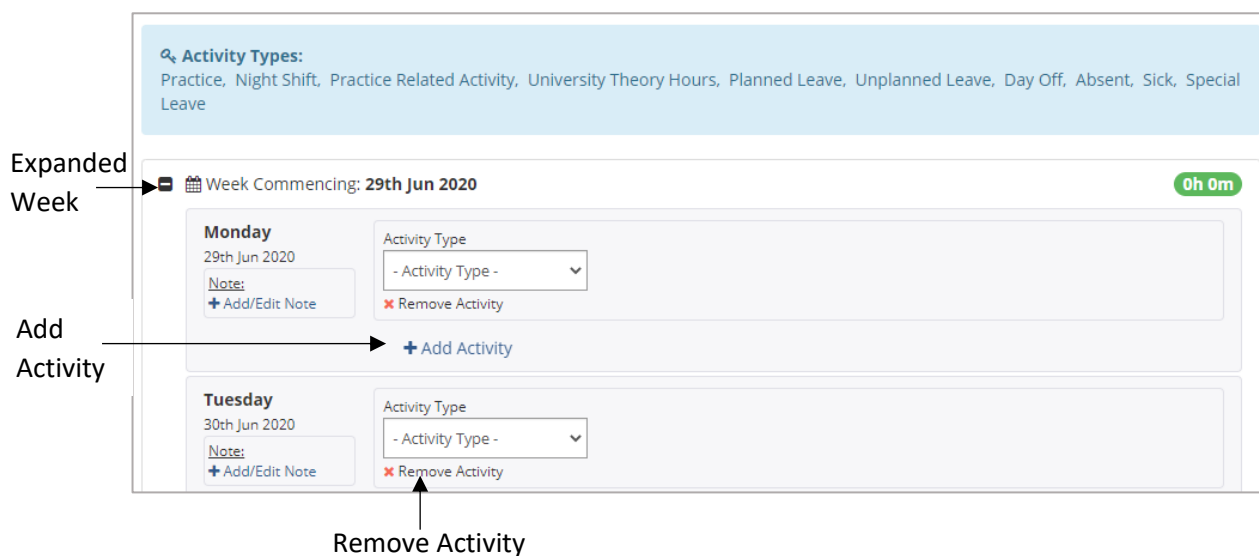 Activity Types:
Practice, Night Shift, Practice Related Activity, University Theory Hours, Planned Leave, Unplanned Leave, Day Off, Absent, Sick, Special
Leave
Expanded
Week
Week Commencing: 29th Jun 2020
0h 0m
Monday
29th Jun 2020
Note:
+ Add/Edit Note
Activity Type
- Activity Type -
Remove Activity
Add
Activity
+ Add Activity
Tuesday
30th Jun 2020
Note:
+ Add/Edit Note
Activity Type
- Activity Type -
Remove Activity
Remove Activity